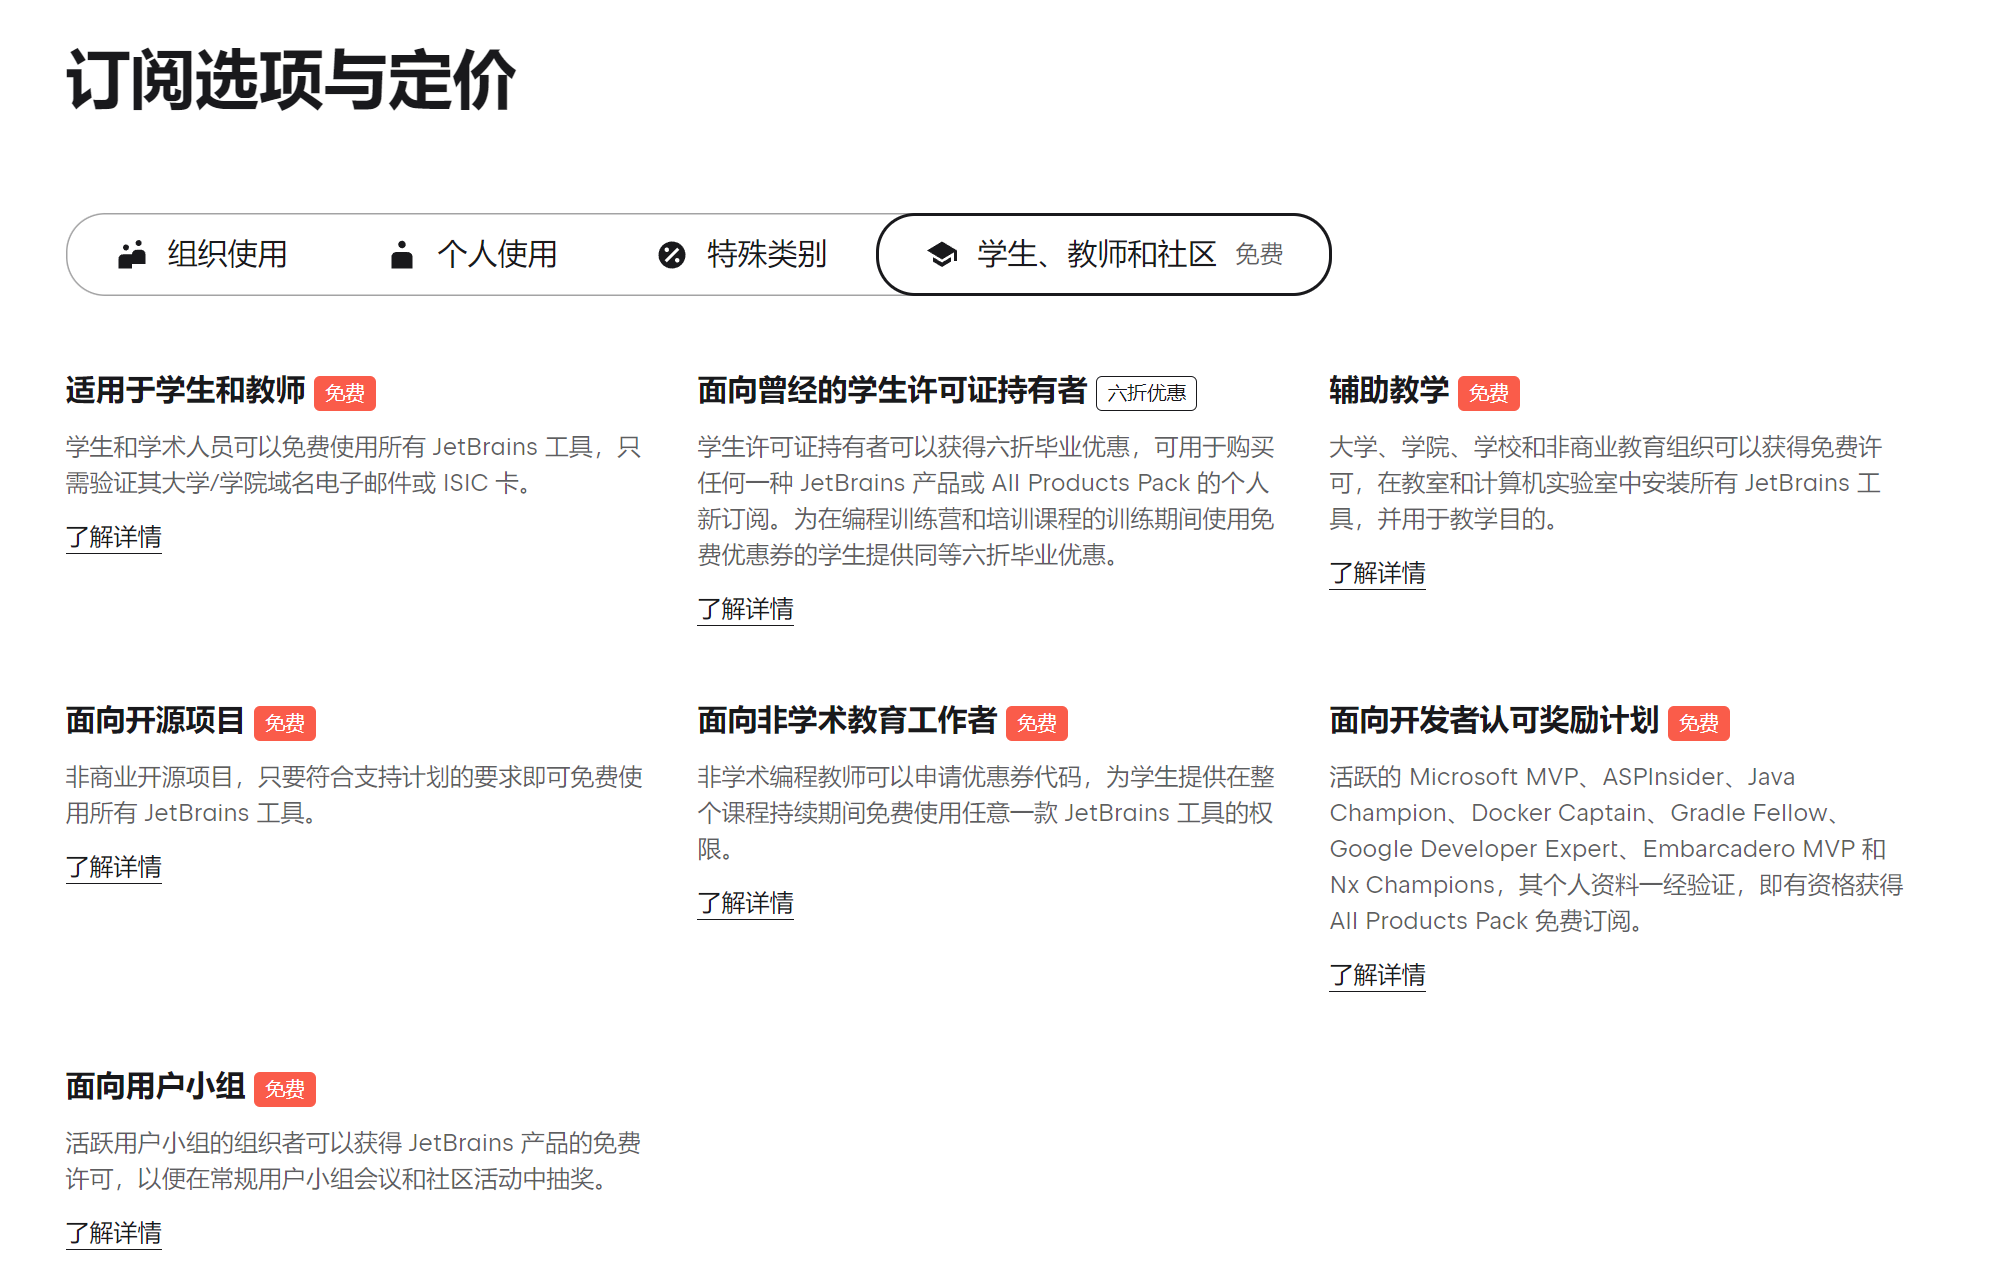 订阅选项与定价
组织使用
个人使用
特殊类别
学生、教师和社区 免费
适用于学生和教师 免费
学生和学术人员可以免费使用所有 JetBrains 工具，只
需验证其大学/学院域名电子邮件或 ISIC 卡。
了解详情
面向曾经的学生许可证持有者 六折优惠
学生许可证持有者可以获得六折毕业优惠，可用于购买
任何一种 JetBrains 产品或 All Products Pack 的个人
新订阅。为在编程训练营和培训课程的训练期间使用免
费优惠券的学生提供同等六折毕业优惠。
了解详情
辅助教学 免费
大学、学院、学校和非商业教育组织可以获得免费许
可，在教室和计算机实验室中安装所有 JetBrains 工
具，并用于教学目的。
了解详情
面向开源项目 免费
非商业开源项目，只要符合支持计划的要求即可免费使
用所有 JetBrains 工具。
了解详情
面向非学术教育工作者 免费
非学术编程教师可以申请优惠券代码，为学生提供在整
个课程持续期间免费使用任意一款 JetBrains 工具的权
限。
了解详情
面向开发者认可奖励计划 免费
活跃的 Microsoft MVP、ASPInsider、Java
Champion、Docker Captain、Gradle Fellow、
Google Developer Expert、Embarcadero MVP 和
Nx Champions，其个人资料一经验证，即有资格获得
All Products Pack 免费订阅。
了解详情
面向用户小组 免费
活跃用户小组的组织者可以获得 JetBrains 产品的免费
许可，以便在常规用户小组会议和社区活动中抽奖。
了解详情